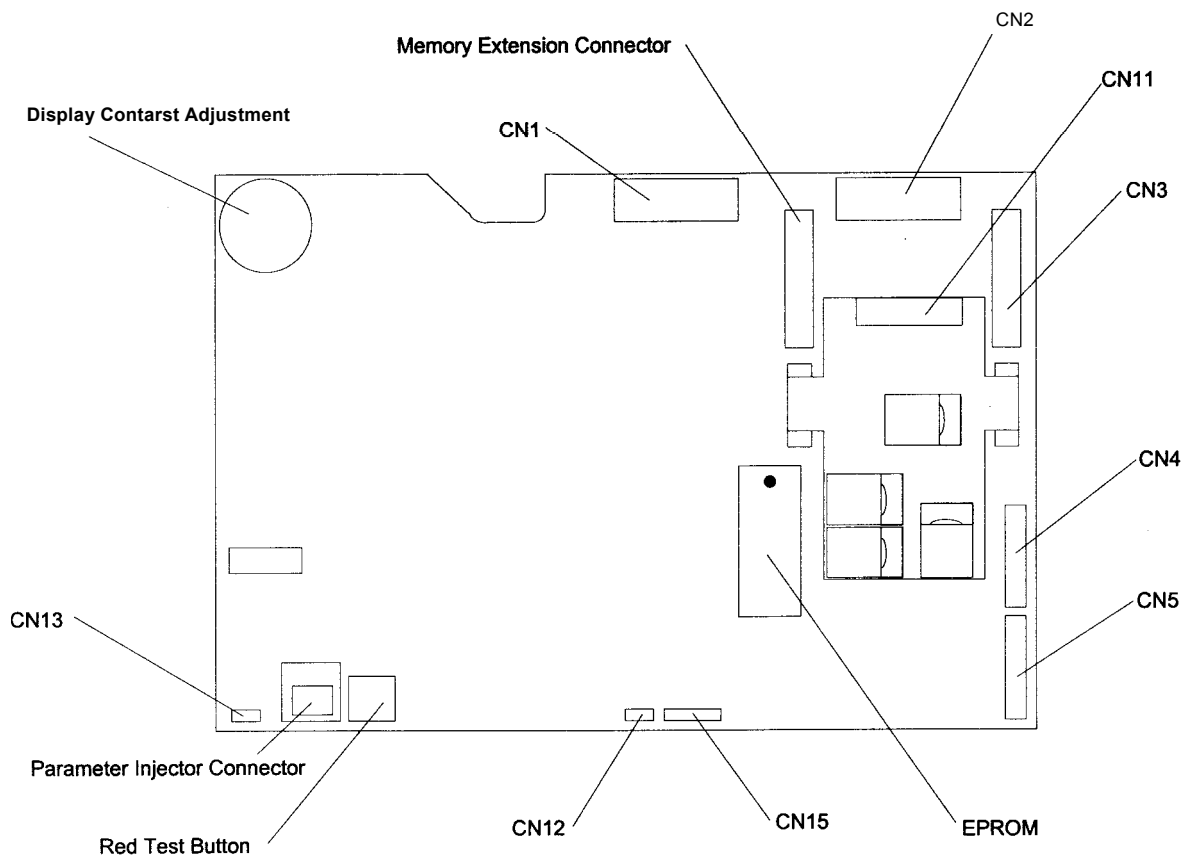 CN2
Memory Extension Connector
CN11
Display Contarst Adjustment
CN1
CN3
CN4
CN5
CN13
Parameter Injector Connector
CN12
CN15
EPROM
Red Test Button